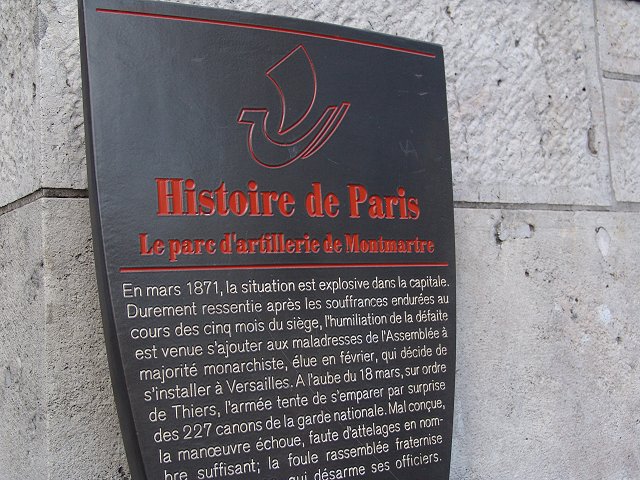 Histoire de Paris
Le parc d'artillerie de Montmartre
En mars 1871, la situation est explosive dans la capitale.
Durement ressentie après les souffrances endurées au
cours des cinq mois du siège, l'humiliation de la défaite
est venue s'ajouter aux maladresses de l'Assemblée à
majorité monarchiste, élue en février, qui décide de
s'installer à Versailles. A l'aube du 18 mars, sur ordre
de Thiers, l'armée tente de s'emparer par surprise
des 227 canons de la garde nationale. Mal conçue,
la manœuvre échoue, faute d'attelages en nom-
bre suffisant; la foule rassemblée fraternise
qui désarme ses officiers.